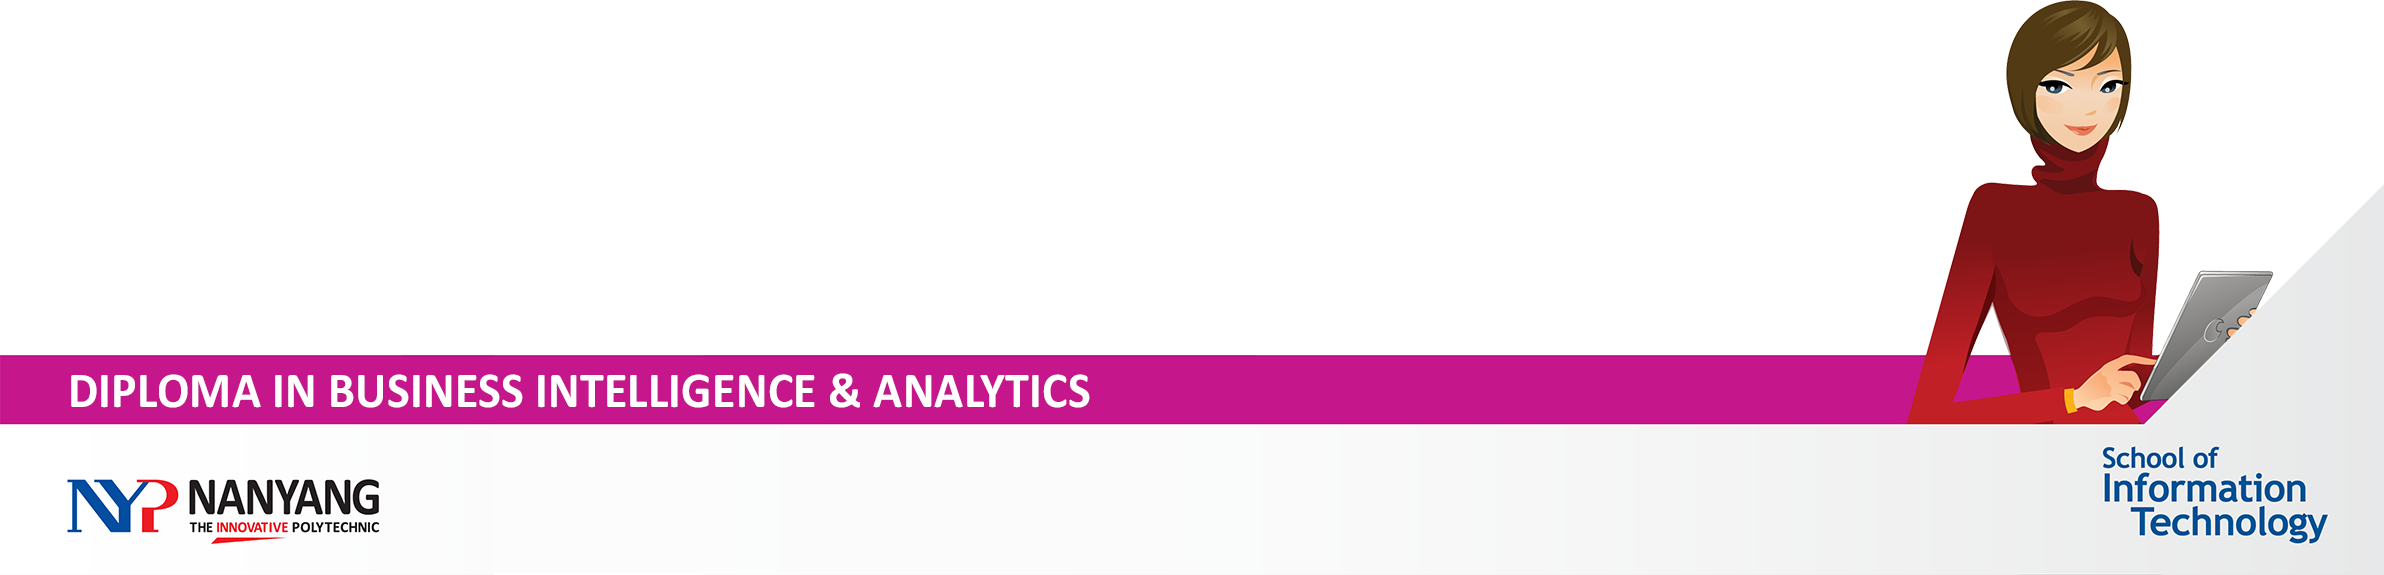 DIPLOMA IN BUSINESS INTELLIGENCE & ANALYTICS
NYP NANYANG
THE INNOVATIVE POLYTECHNIC
School of
Information
Technology